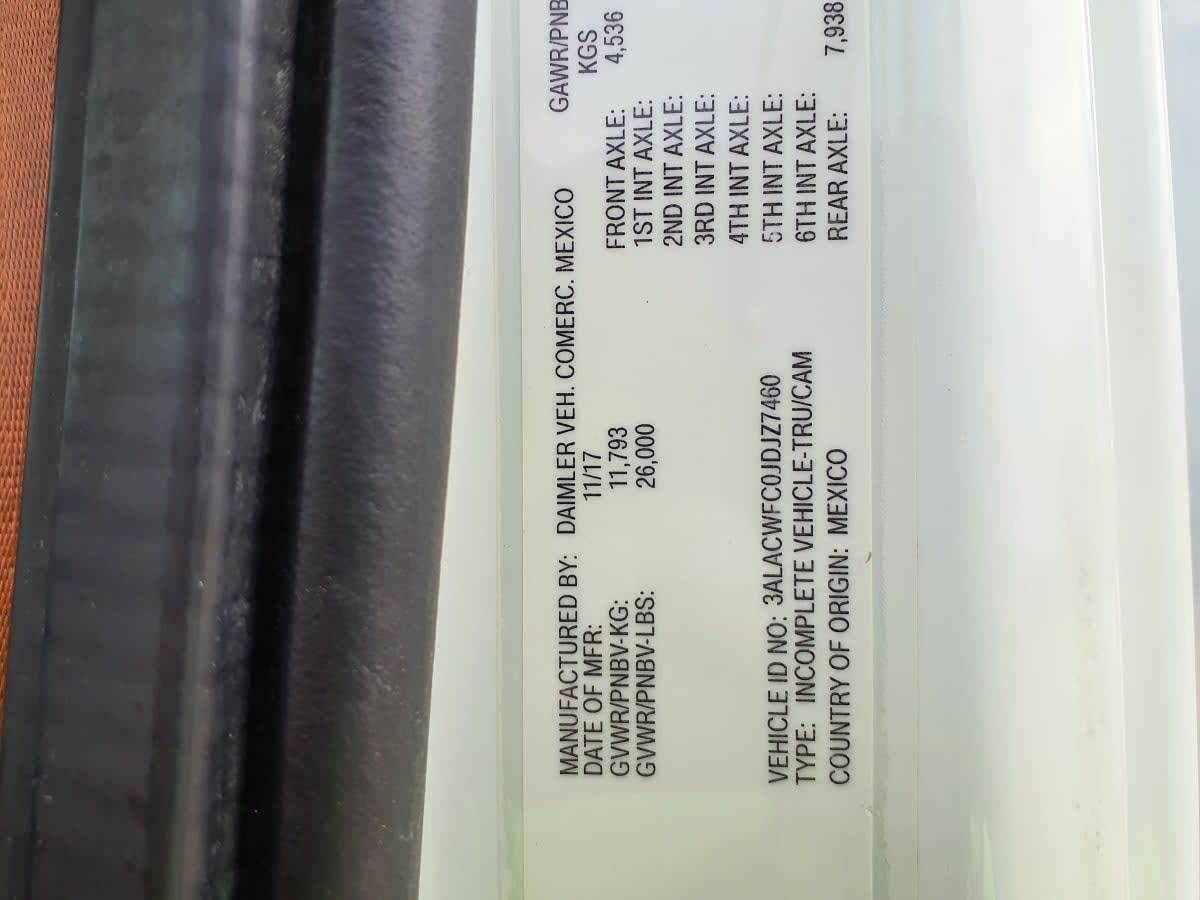 MANUFACTURED BY: DAIMLER VEH. COMERC. MEXICO
DATE OF MFR: 11/17
GVWR/PNBV-KG: 11,793
GVWR/PNBV-LBS: 26,000
VEHICLE ID NO: 3ALACWFC0JDJZ7460
TYPE: INCOMPLETE VEHICLE-TRU/CAM
COUNTRY OF ORIGIN: MEXICO
GAWR/PNB
KGS
FRONT AXLE: 4,536
1ST INT AXLE:
2ND INT AXLE:
3RD INT AXLE:
4TH INT AXLE:
5TH INT AXLE:
6TH INT AXLE:
REAR AXLE: 7,938